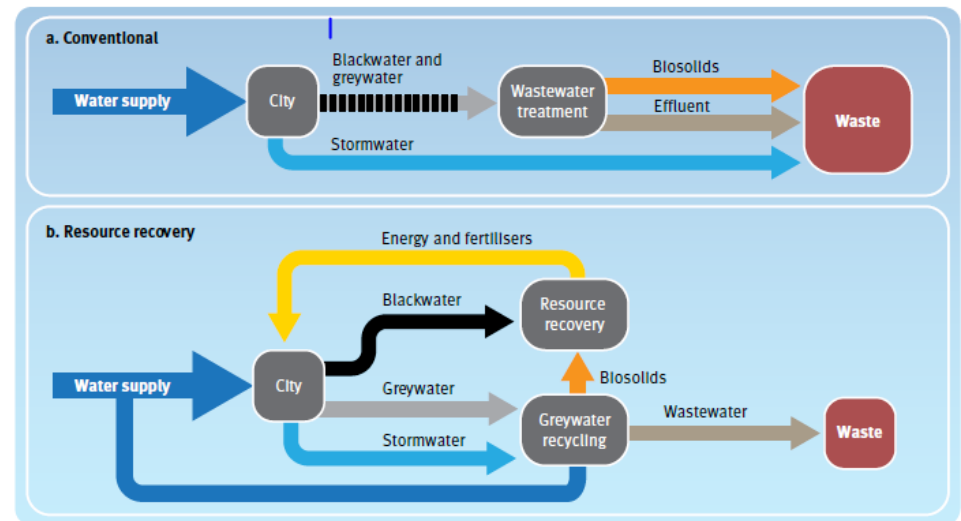 a. Conventional
Blackwater and
greywater
Biosolids
Water supply
City
Wastewater
treatment
Effluent
Waste
Stormwater
b. Resource recovery
Energy and fertilisers
Blackwater
Resource
recovery
Water supply
City
Greywater
Biosolids
Greywater
recycling
Wastewater
Waste
Stormwater